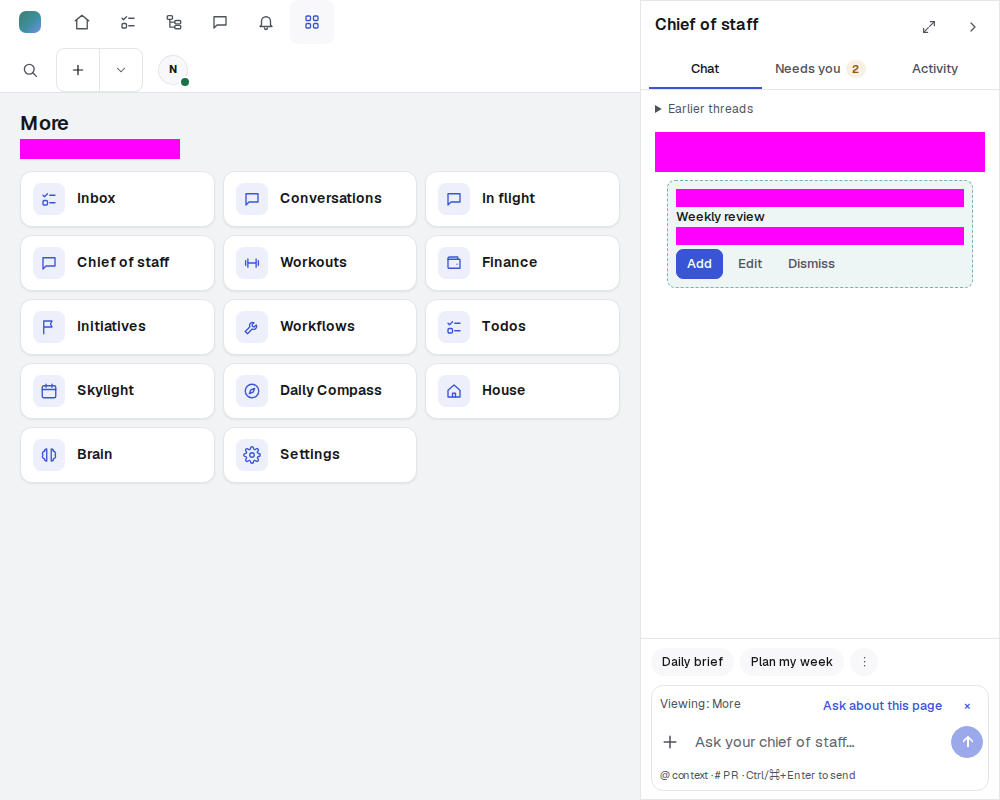 N
More
Inbox
Conversations
In flight
Chief of staff
Workouts
Finance
Initiatives
Workflows
Todos
Skylight
Daily Compass
House
Brain
Settings
Chief of staff
Chat
Needs you 2
Activity
Earlier threads
Weekly review
Add
Edit
Dismiss
Daily brief
Plan my week
Viewing: More
Ask about this page
×
Ask your chief of staff…
@ context · # PR · Ctrl/⌘+Enter to send